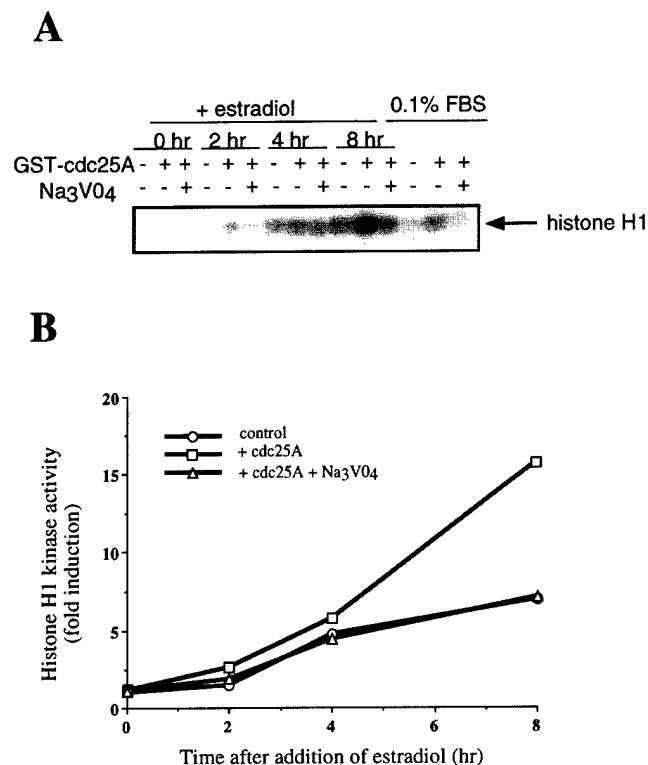 A
+ estradiol
0.1% FBS
0 hr 2 hr 4 hr 8 hr
GST-cdc25A - + + - + + - + + - + + - + +
Na3V04 - - + - - + - - + - - + - - +
histone H1
B
20
15
10
5
0
control
+ cdc25A
+ cdc25A + Na3V04
Histone H1 kinase activity
(fold induction)
0 2 4 6 8
Time after addition of estradiol (hr)